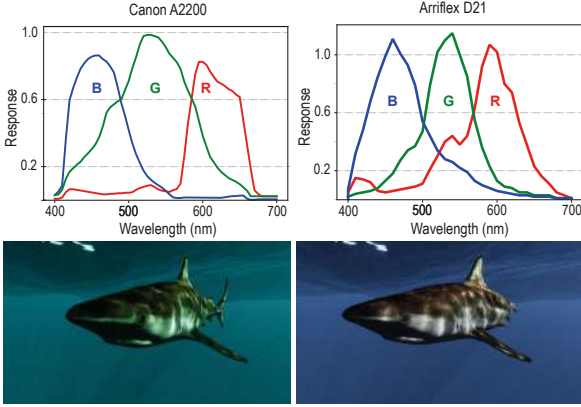 Canon A2200
1.0
0.6
0.2
Response
B
G
R
400
500
600
700
Wavelength (nm)
Arriflex D21
1.0
0.6
0.2
Response
B
G
R
400
500
600
700
Wavelength (nm)